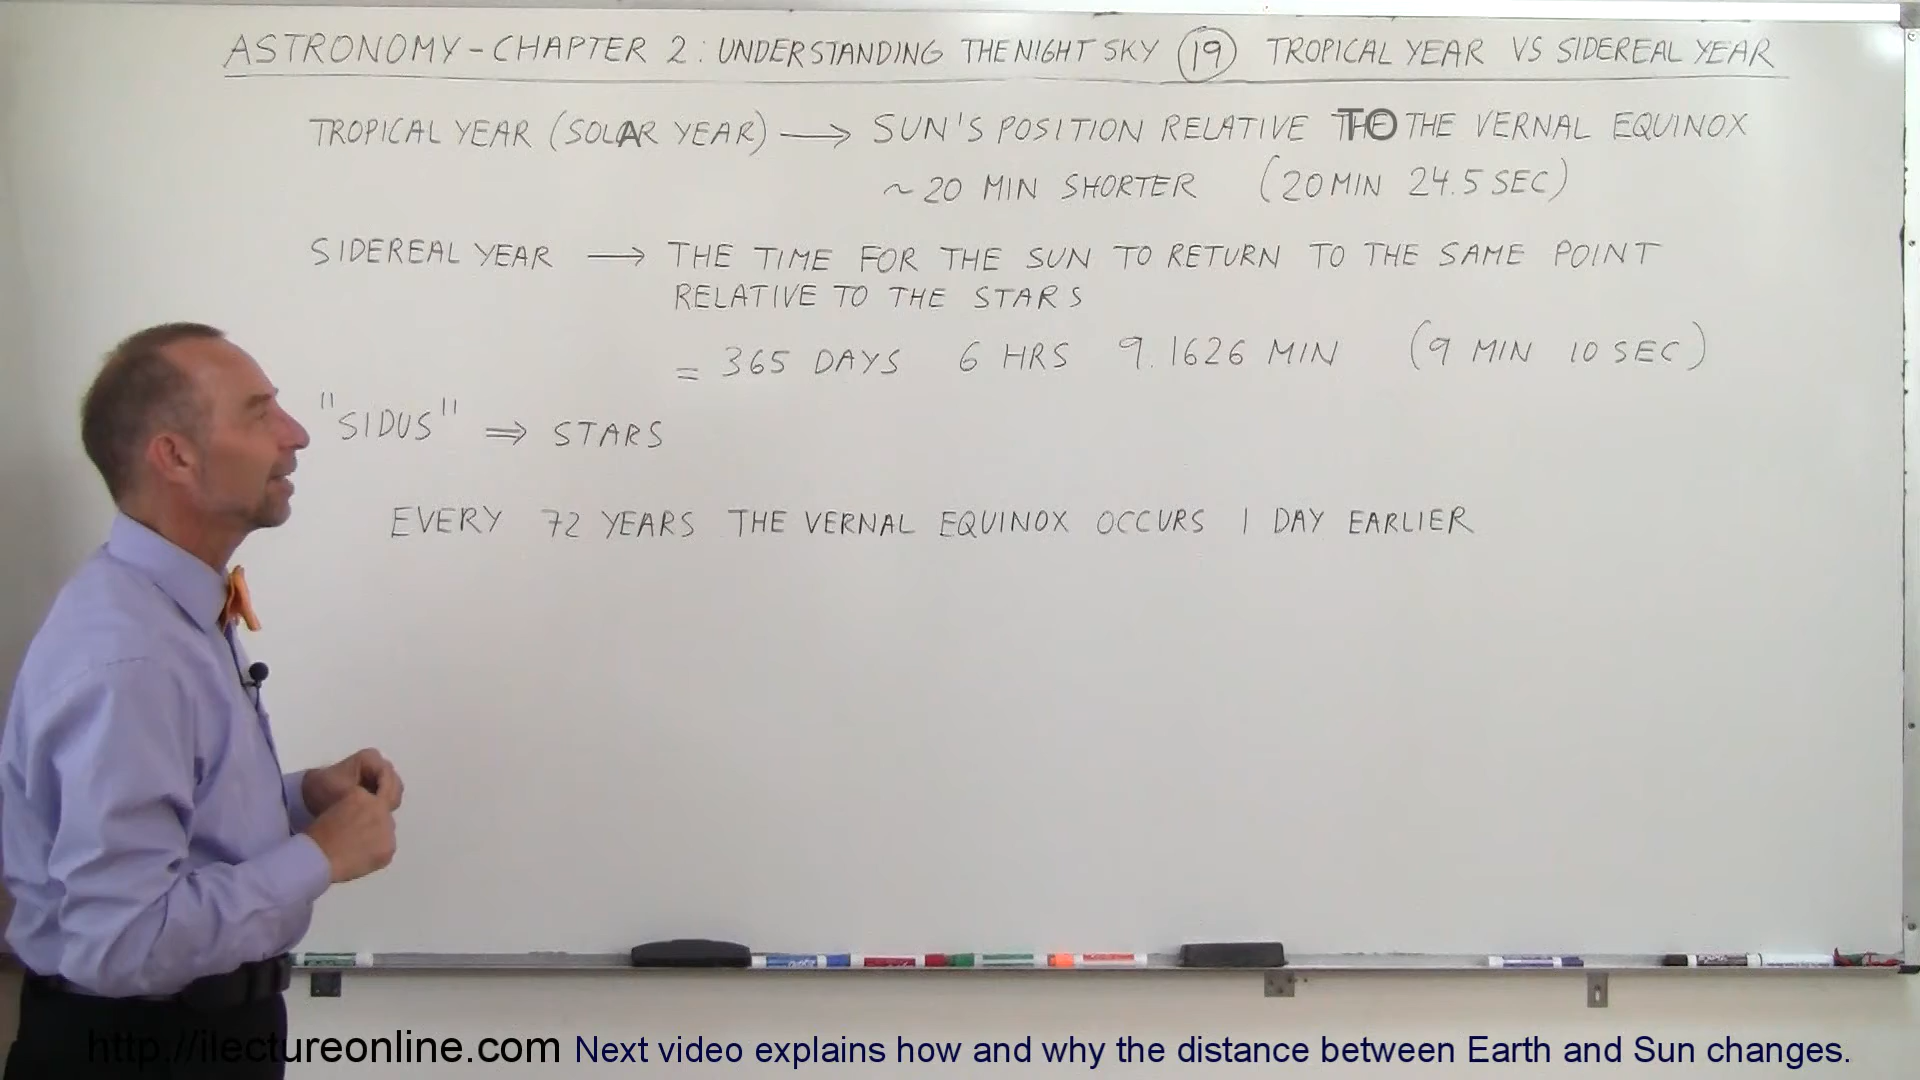 ASTRONOMY - CHAPTER 2 : UNDERSTANDING THE NIGHT SKY 19 TROPICAL YEAR VS SIDEREAL YEAR
TROPICAL YEAR (SOLAR YEAR) → SUN'S POSITION RELATIVE TO THE VERNAL EQUINOX
~ 20 MIN SHORTER (20 MIN 24.5 SEC)
SIDEREAL YEAR → THE TIME FOR THE SUN TO RETURN TO THE SAME POINT
RELATIVE TO THE STARS
= 365 DAYS 6 HRS 9.1626 MIN (9 MIN 10 SEC)
"SIDUS" ⇒ STARS
EVERY 72 YEARS THE VERNAL EQUINOX OCCURS 1 DAY EARLIER
http://ilectureonline.com Next video explains how and why the distance between Earth and Sun changes.